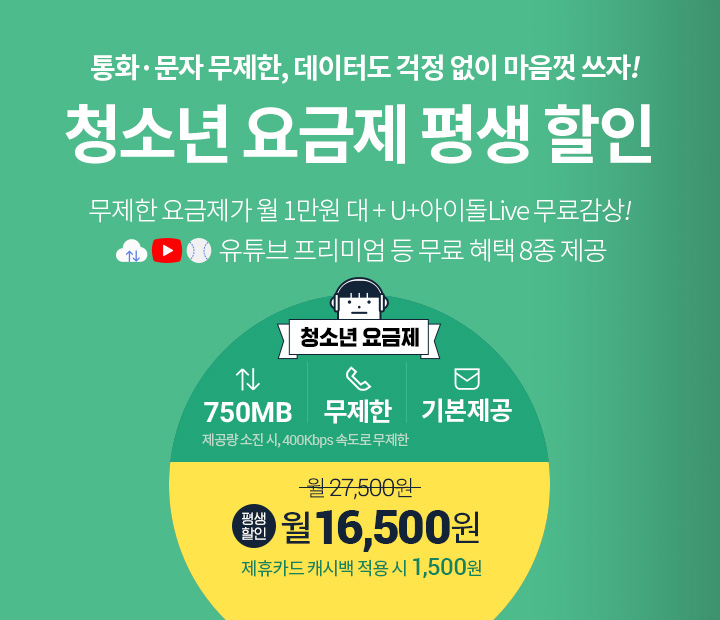 통화·문자 무제한, 데이터도 걱정 없이 마음껏 쓰자!
청소년 요금제 평생 할인
무제한 요금제가 월 1만원 대 + U+아이돌Live 무료감상!
유튜브 프리미엄 등 무료 혜택 8종 제공
청소년 요금제
750MB 무제한 기본제공
제공량 소진 시, 400Kbps 속도로 무제한
월 27,500원
평생 할인 월 16,500원
제휴카드 캐시백 적용 시 1,500원